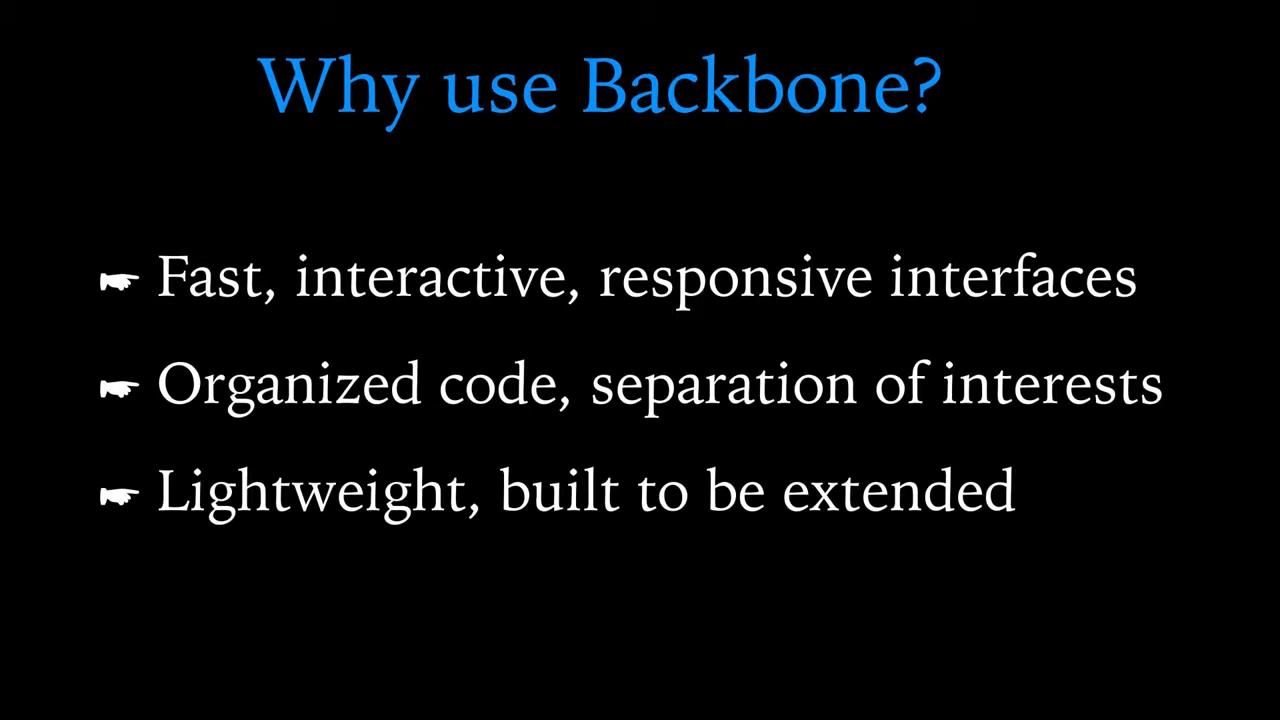 Why use Backbone?
☛ Fast, interactive, responsive interfaces
☛ Organized code, separation of interests
☛ Lightweight, built to be extended